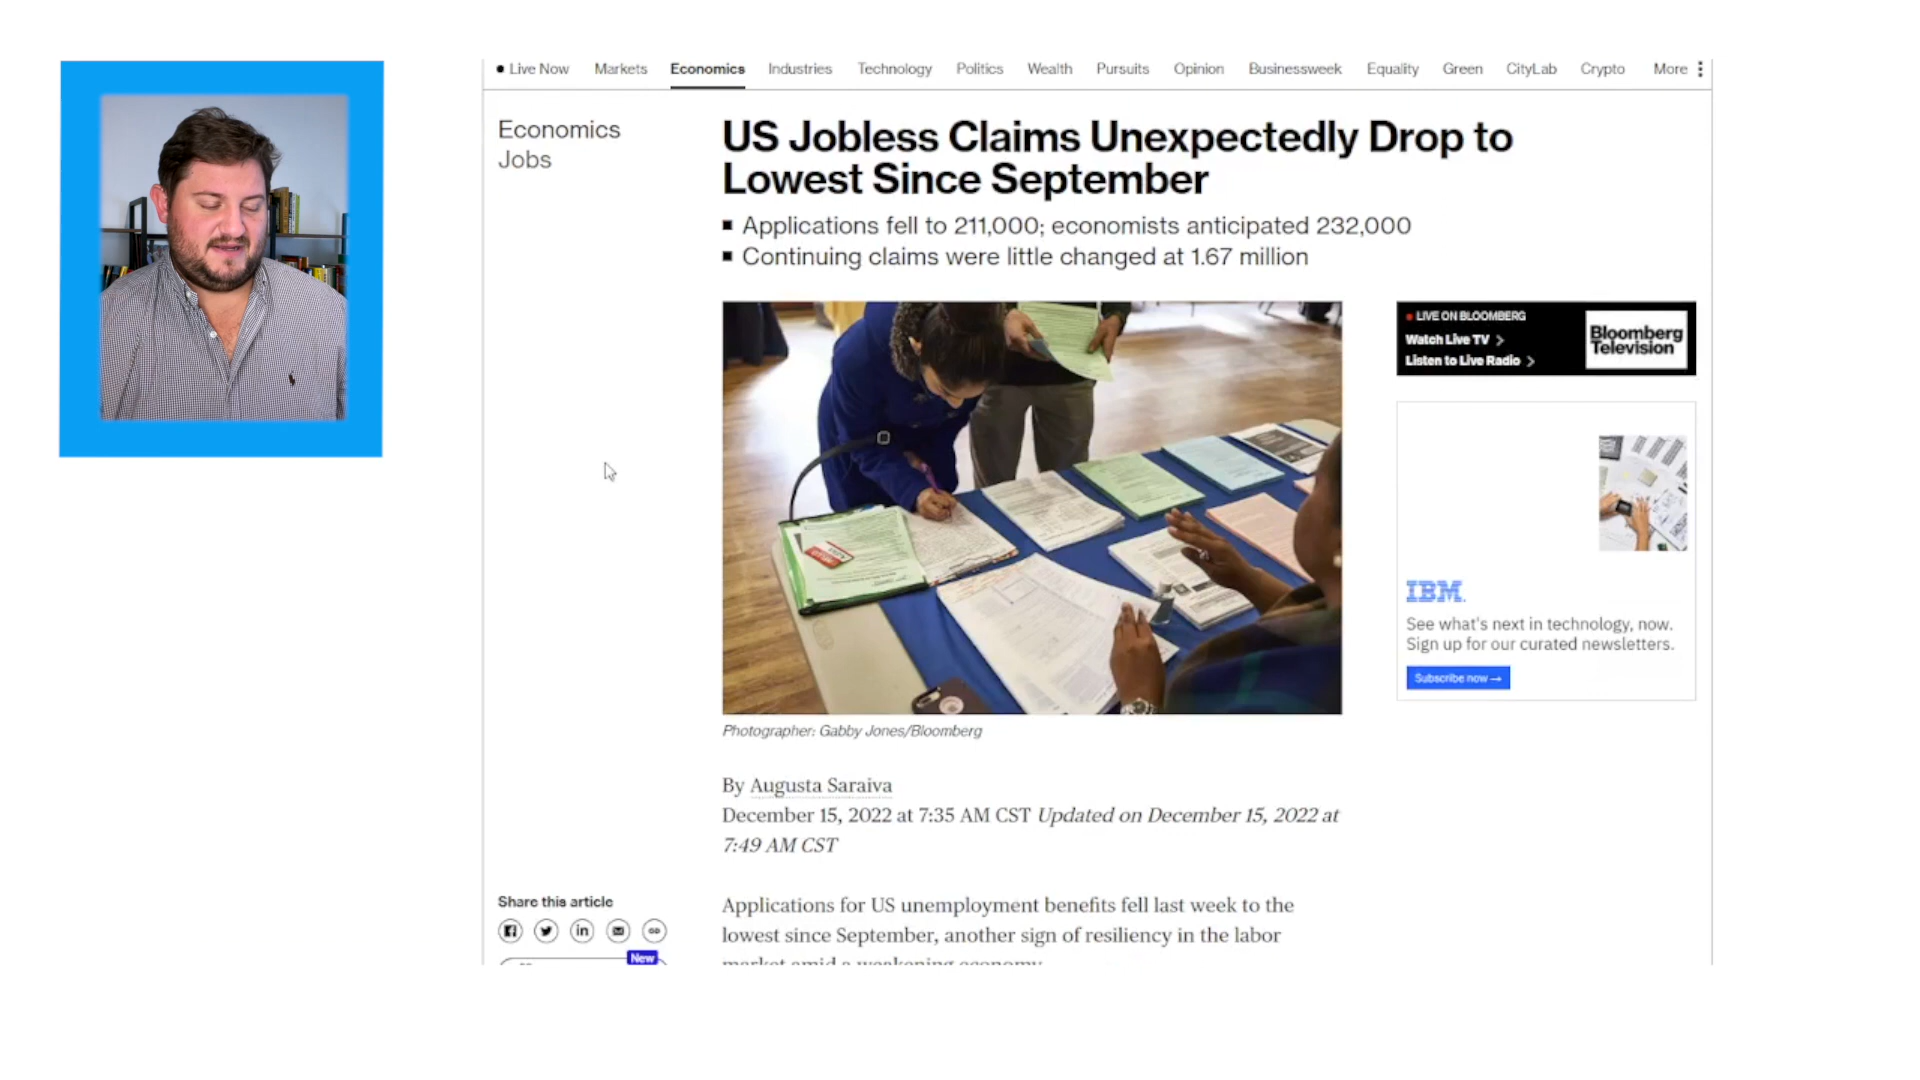 Live Now Markets Economics Industries Technology Politics Wealth Pursuits Opinion Businessweek Equality Green CityLab Crypto More
Economics
Jobs
US Jobless Claims Unexpectedly Drop to
Lowest Since September
Applications fell to 211,000; economists anticipated 232,000
Continuing claims were little changed at 1.67 million
LIVE ON BLOOMBERG
Watch Live TV >
Listen to Live Radio >
Bloomberg
Television
IBM.
See what's next in technology, now.
Sign up for our curated newsletters.
Subscribe now →
Photographer: Gabby Jones/Bloomberg
By Augusta Saraiva
December 15, 2022 at 7:35 AM CST Updated on December 15, 2022 at
7:49 AM CST
Share this article
New
Applications for US unemployment benefits fell last week to the
lowest since September, another sign of resiliency in the labor
market amid a weakening economy